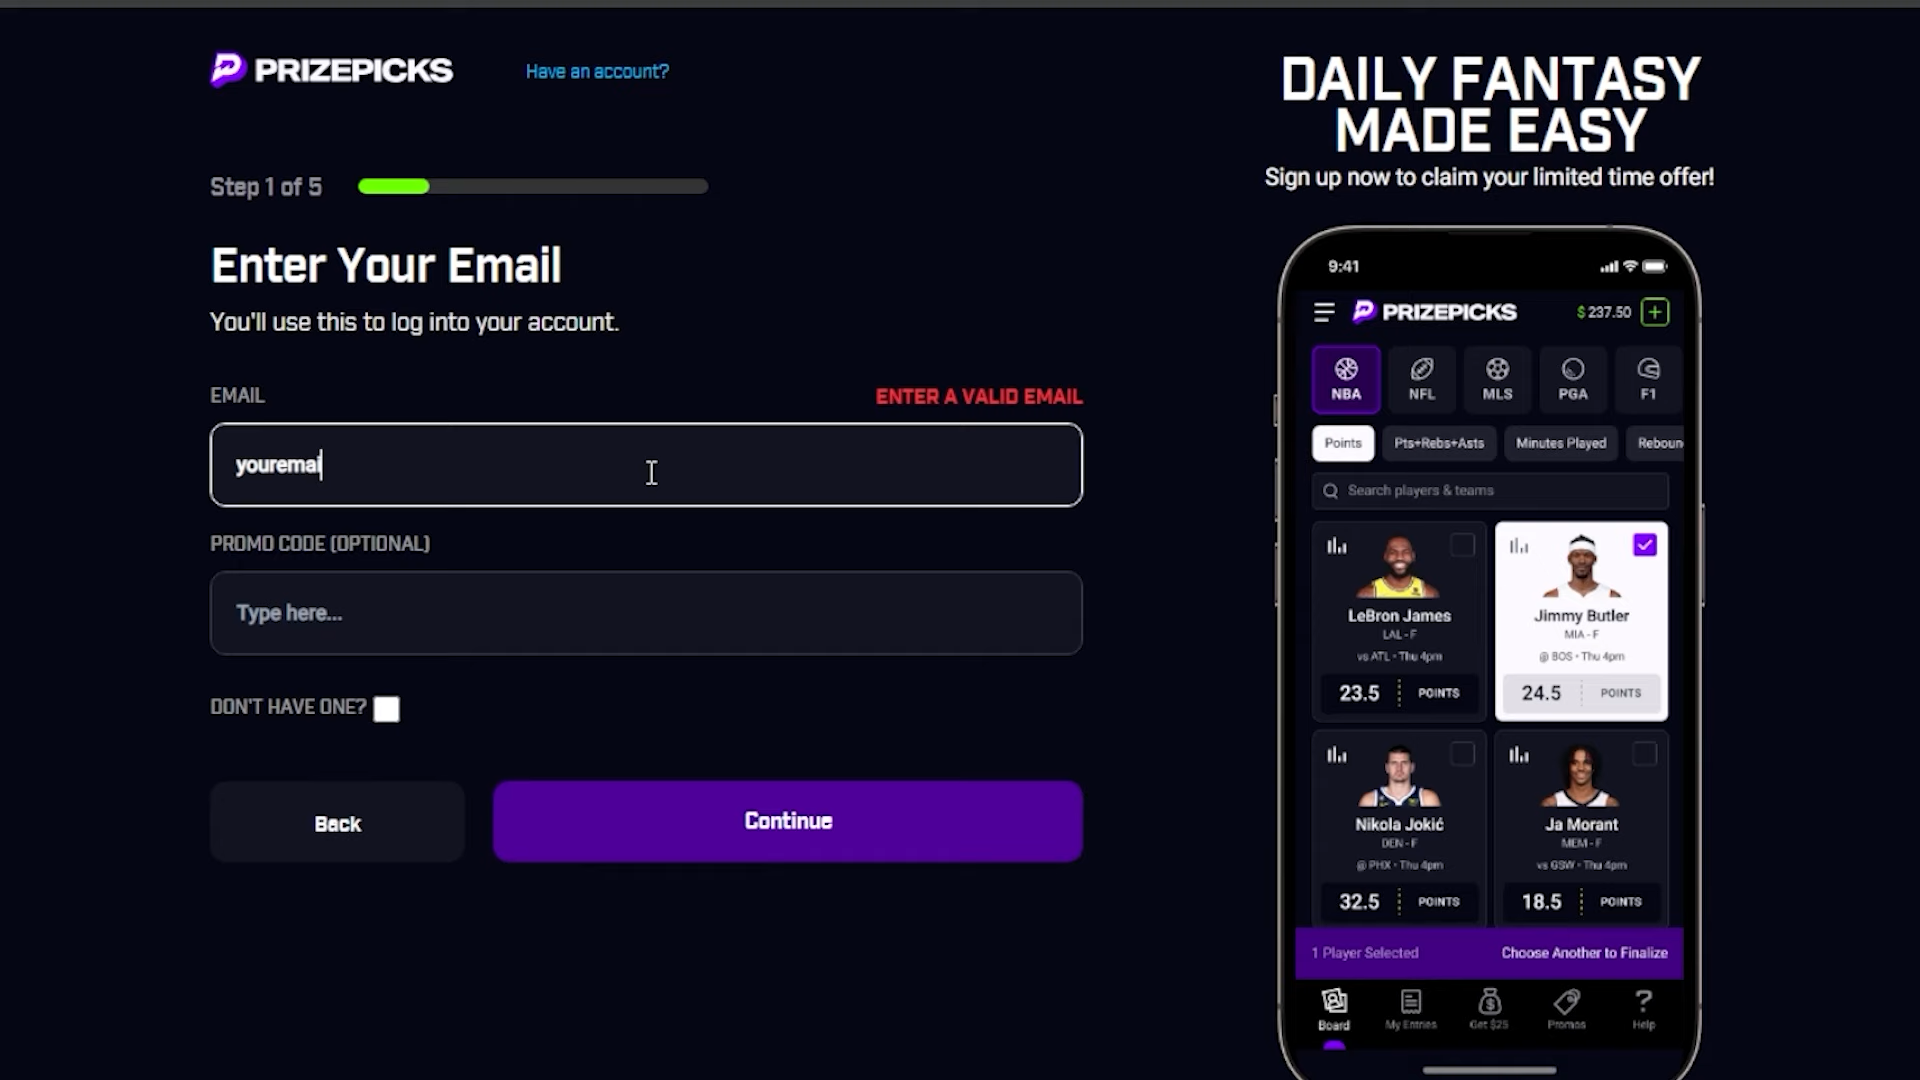 PRIZEPICKS
Have an account?
Step 1 of 5
Enter Your Email
You'll use this to log into your account.
EMAIL
ENTER A VALID EMAIL
youremai
PROMO CODE (OPTIONAL)
Type here...
DON'T HAVE ONE?
Back
Continue
DAILY FANTASY
MADE EASY
Sign up now to claim your limited time offer!
9:41
PRIZEPICKS
$ 237.50
NBA
NFL
MLS
PGA
F1
Points
Pts+Rebs+Asts
Minutes Played
Reboun
Search players & teams
LeBron James
LAL - F
vs ATL • Thu 4pm
23.5
POINTS
Jimmy Butler
MIA - F
@ BOS • Thu 4pm
24.5
POINTS
Nikola Jokić
DEN - F
@ PHX • Thu 4pm
32.5
POINTS
Ja Morant
MEM - F
vs GSW • Thu 4pm
18.5
POINTS
1 Player Selected
Choose Another to Finalize
Board
My Entries
Get $25
Promos
Help